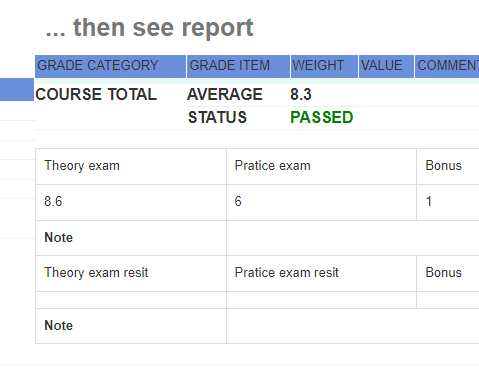 ... then see report
GRADE CATEGORY GRADE ITEM WEIGHT VALUE COMMENT
COURSE TOTAL AVERAGE 8.3
STATUS PASSED
Theory exam Pratice exam Bonus
8.6 6 1
Note
Theory exam resit Pratice exam resit Bonus
Note